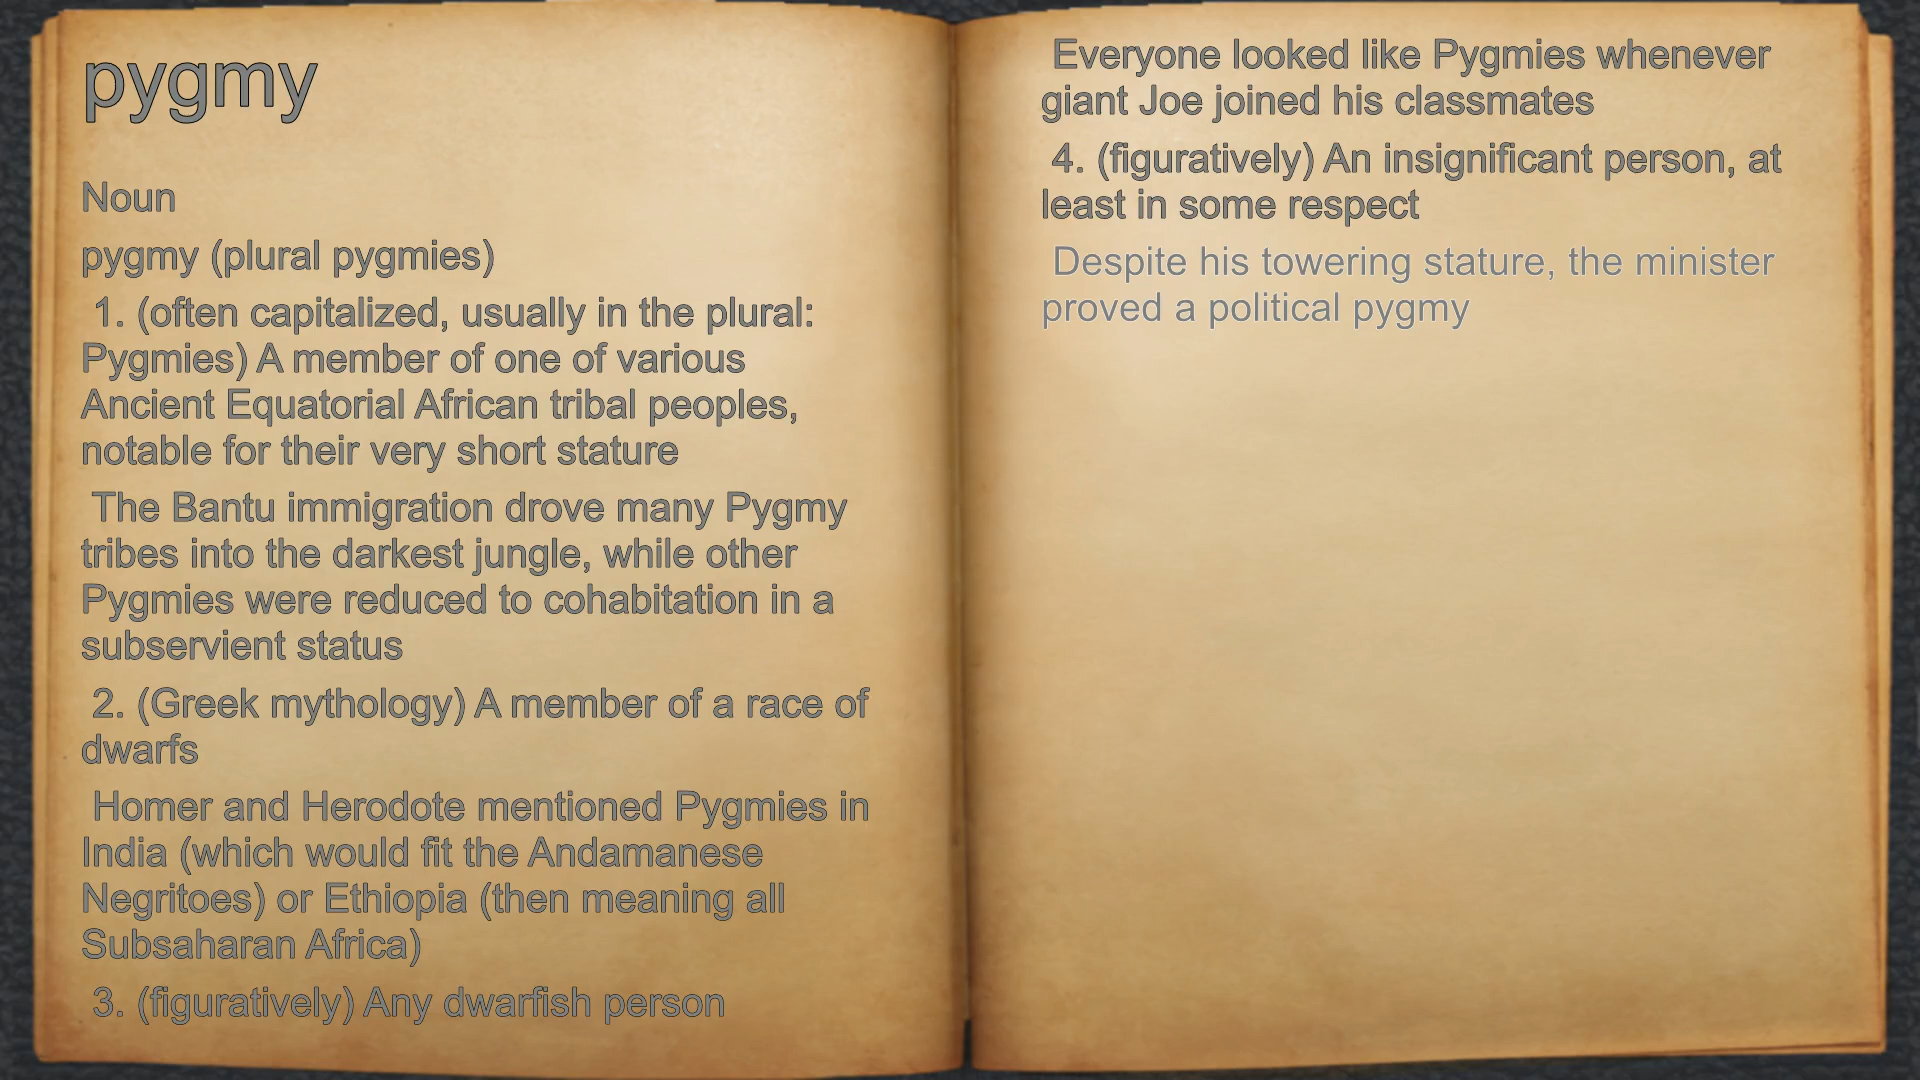 pygmy
Noun
pygmy (plural pygmies)
1. (often capitalized, usually in the plural:
Pygmies) A member of one of various
Ancient Equatorial African tribal peoples,
notable for their very short stature
The Bantu immigration drove many Pygmy
tribes into the darkest jungle, while other
Pygmies were reduced to cohabitation in a
subservient status
2. (Greek mythology) A member of a race of
dwarfs
Homer and Herodote mentioned Pygmies in
India (which would fit the Andamanese
Negritoes) or Ethiopia (then meaning all
Subsaharan Africa)
3. (figuratively) Any dwarfish person
Everyone looked like Pygmies whenever
giant Joe joined his classmates
4. (figuratively) An insignificant person, at
least in some respect
Despite his towering stature, the minister
proved a political pygmy